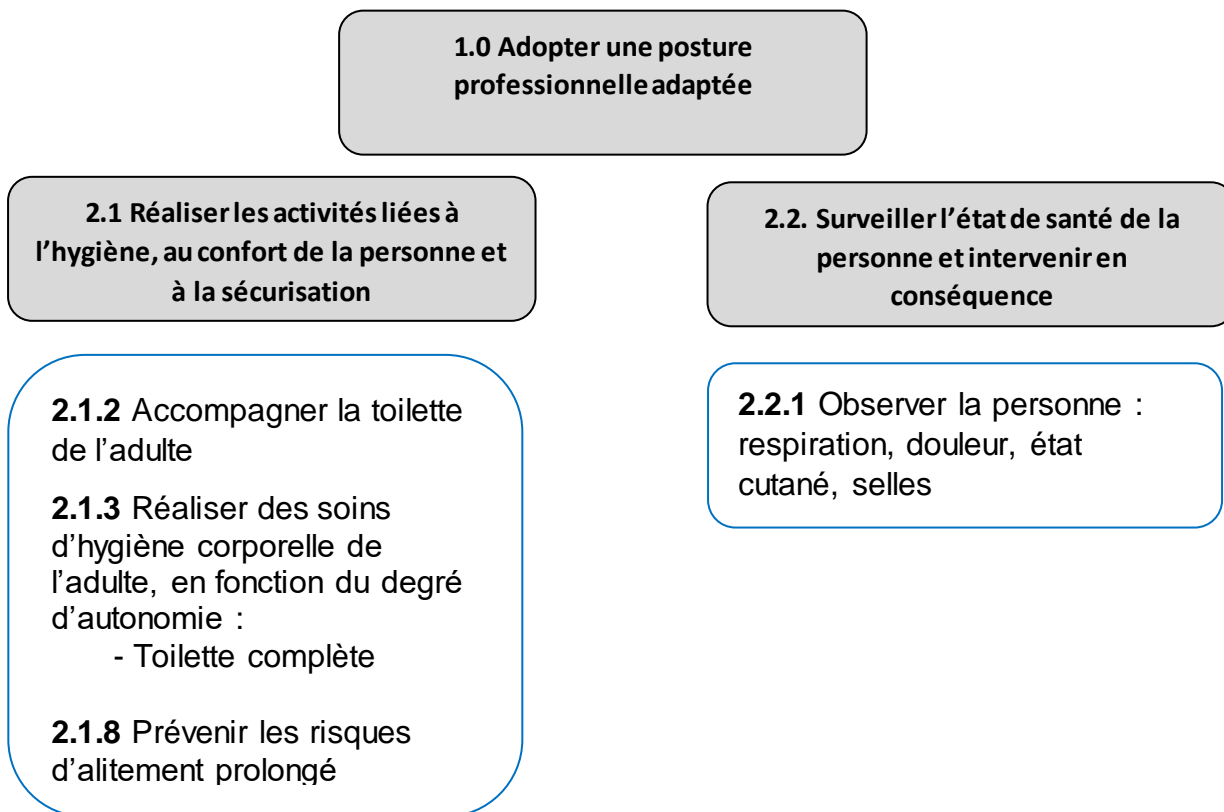 1.0 Adopter une posture
professionnelle adaptée
2.1 Réaliser les activités liées à
l’hygiène, au confort de la personne et
à la sécurisation
2.2. Surveiller l’état de santé de la
personne et intervenir en
conséquence
2.1.2 Accompagner la toilette
de l’adulte
2.1.3 Réaliser des soins
d’hygiène corporelle de
l’adulte, en fonction du degré
d’autonomie :
- Toilette complète
2.1.8 Prévenir les risques
d’alitement prolongé
2.2.1 Observer la personne :
respiration, douleur, état
cutané, selles